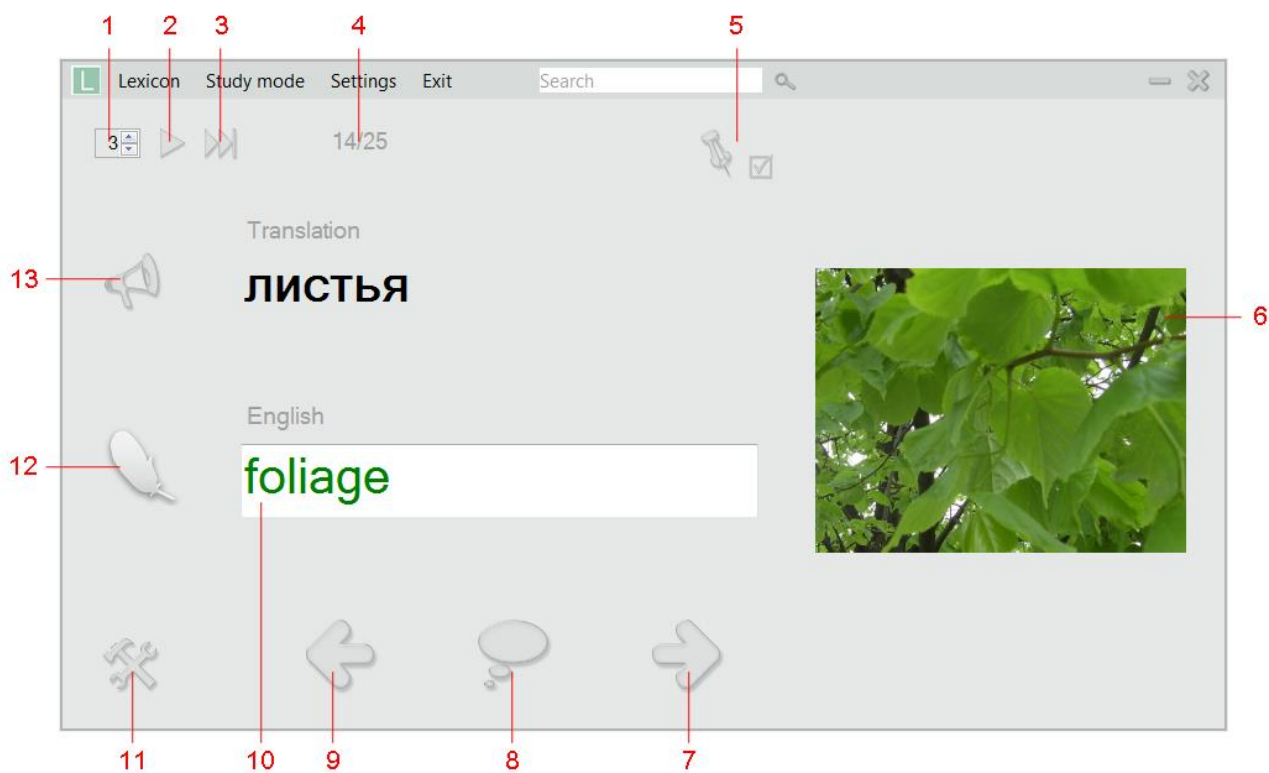 1 2 3 4 5
L Lexicon Study mode Settings Exit Search
3 14/25
Translation
13
листья
6
English
12
foliage
11 10 9 8 7